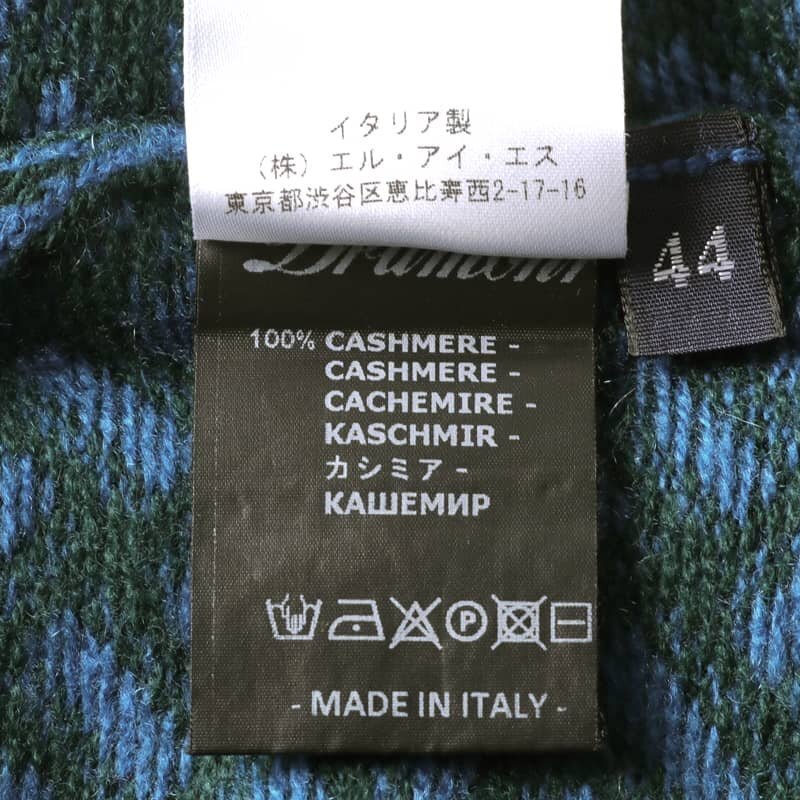 イタリア製
（株）エル・アイ・エス
東京都渋谷区恵比寿西2-17-16
44
100% CASHMERE -
CASHMERE -
CACHEMIRE -
KASCHMIR -
カシミア -
КАШЕМИР
P
- MADE IN ITALY -